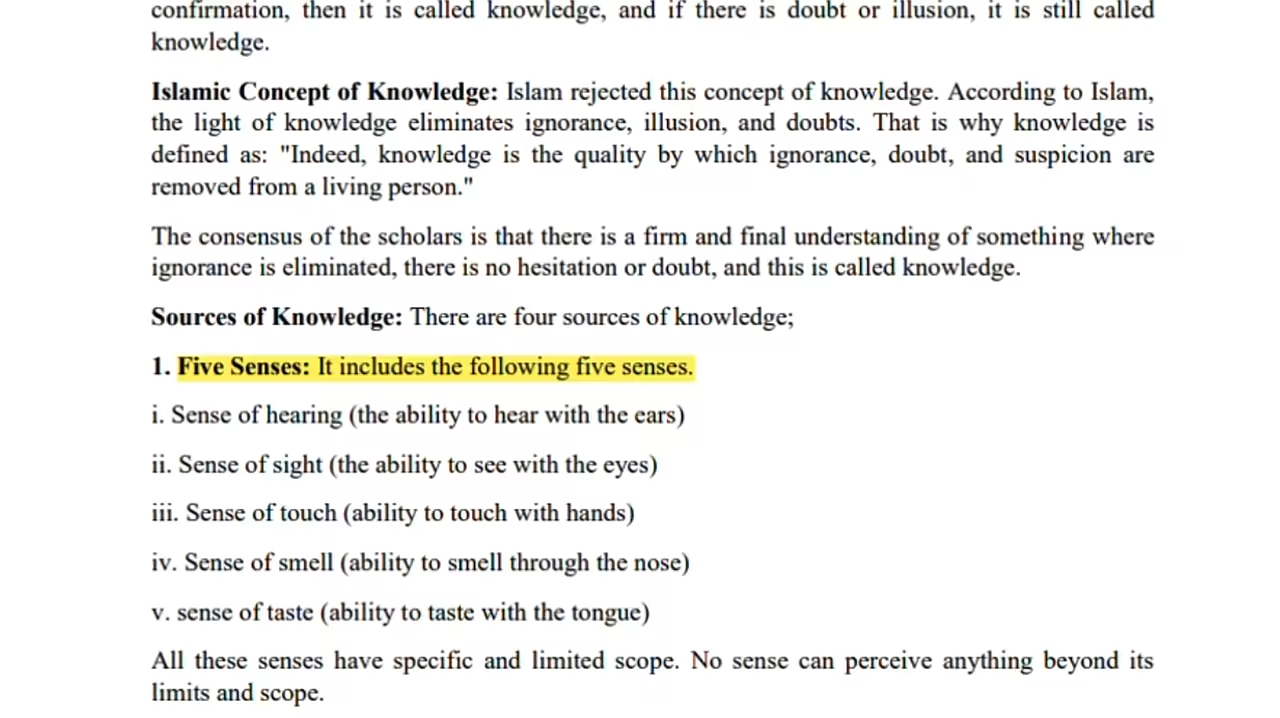 confirmation, then it is called knowledge, and if there is doubt or illusion, it is still called
knowledge.
Islamic Concept of Knowledge: Islam rejected this concept of knowledge. According to Islam,
the light of knowledge eliminates ignorance, illusion, and doubts. That is why knowledge is
defined as: "Indeed, knowledge is the quality by which ignorance, doubt, and suspicion are
removed from a living person."
The consensus of the scholars is that there is a firm and final understanding of something where
ignorance is eliminated, there is no hesitation or doubt, and this is called knowledge.
Sources of Knowledge: There are four sources of knowledge;
1. Five Senses: It includes the following five senses.
i. Sense of hearing (the ability to hear with the ears)
ii. Sense of sight (the ability to see with the eyes)
iii. Sense of touch (ability to touch with hands)
iv. Sense of smell (ability to smell through the nose)
v. sense of taste (ability to taste with the tongue)
All these senses have specific and limited scope. No sense can perceive anything beyond its
limits and scope.